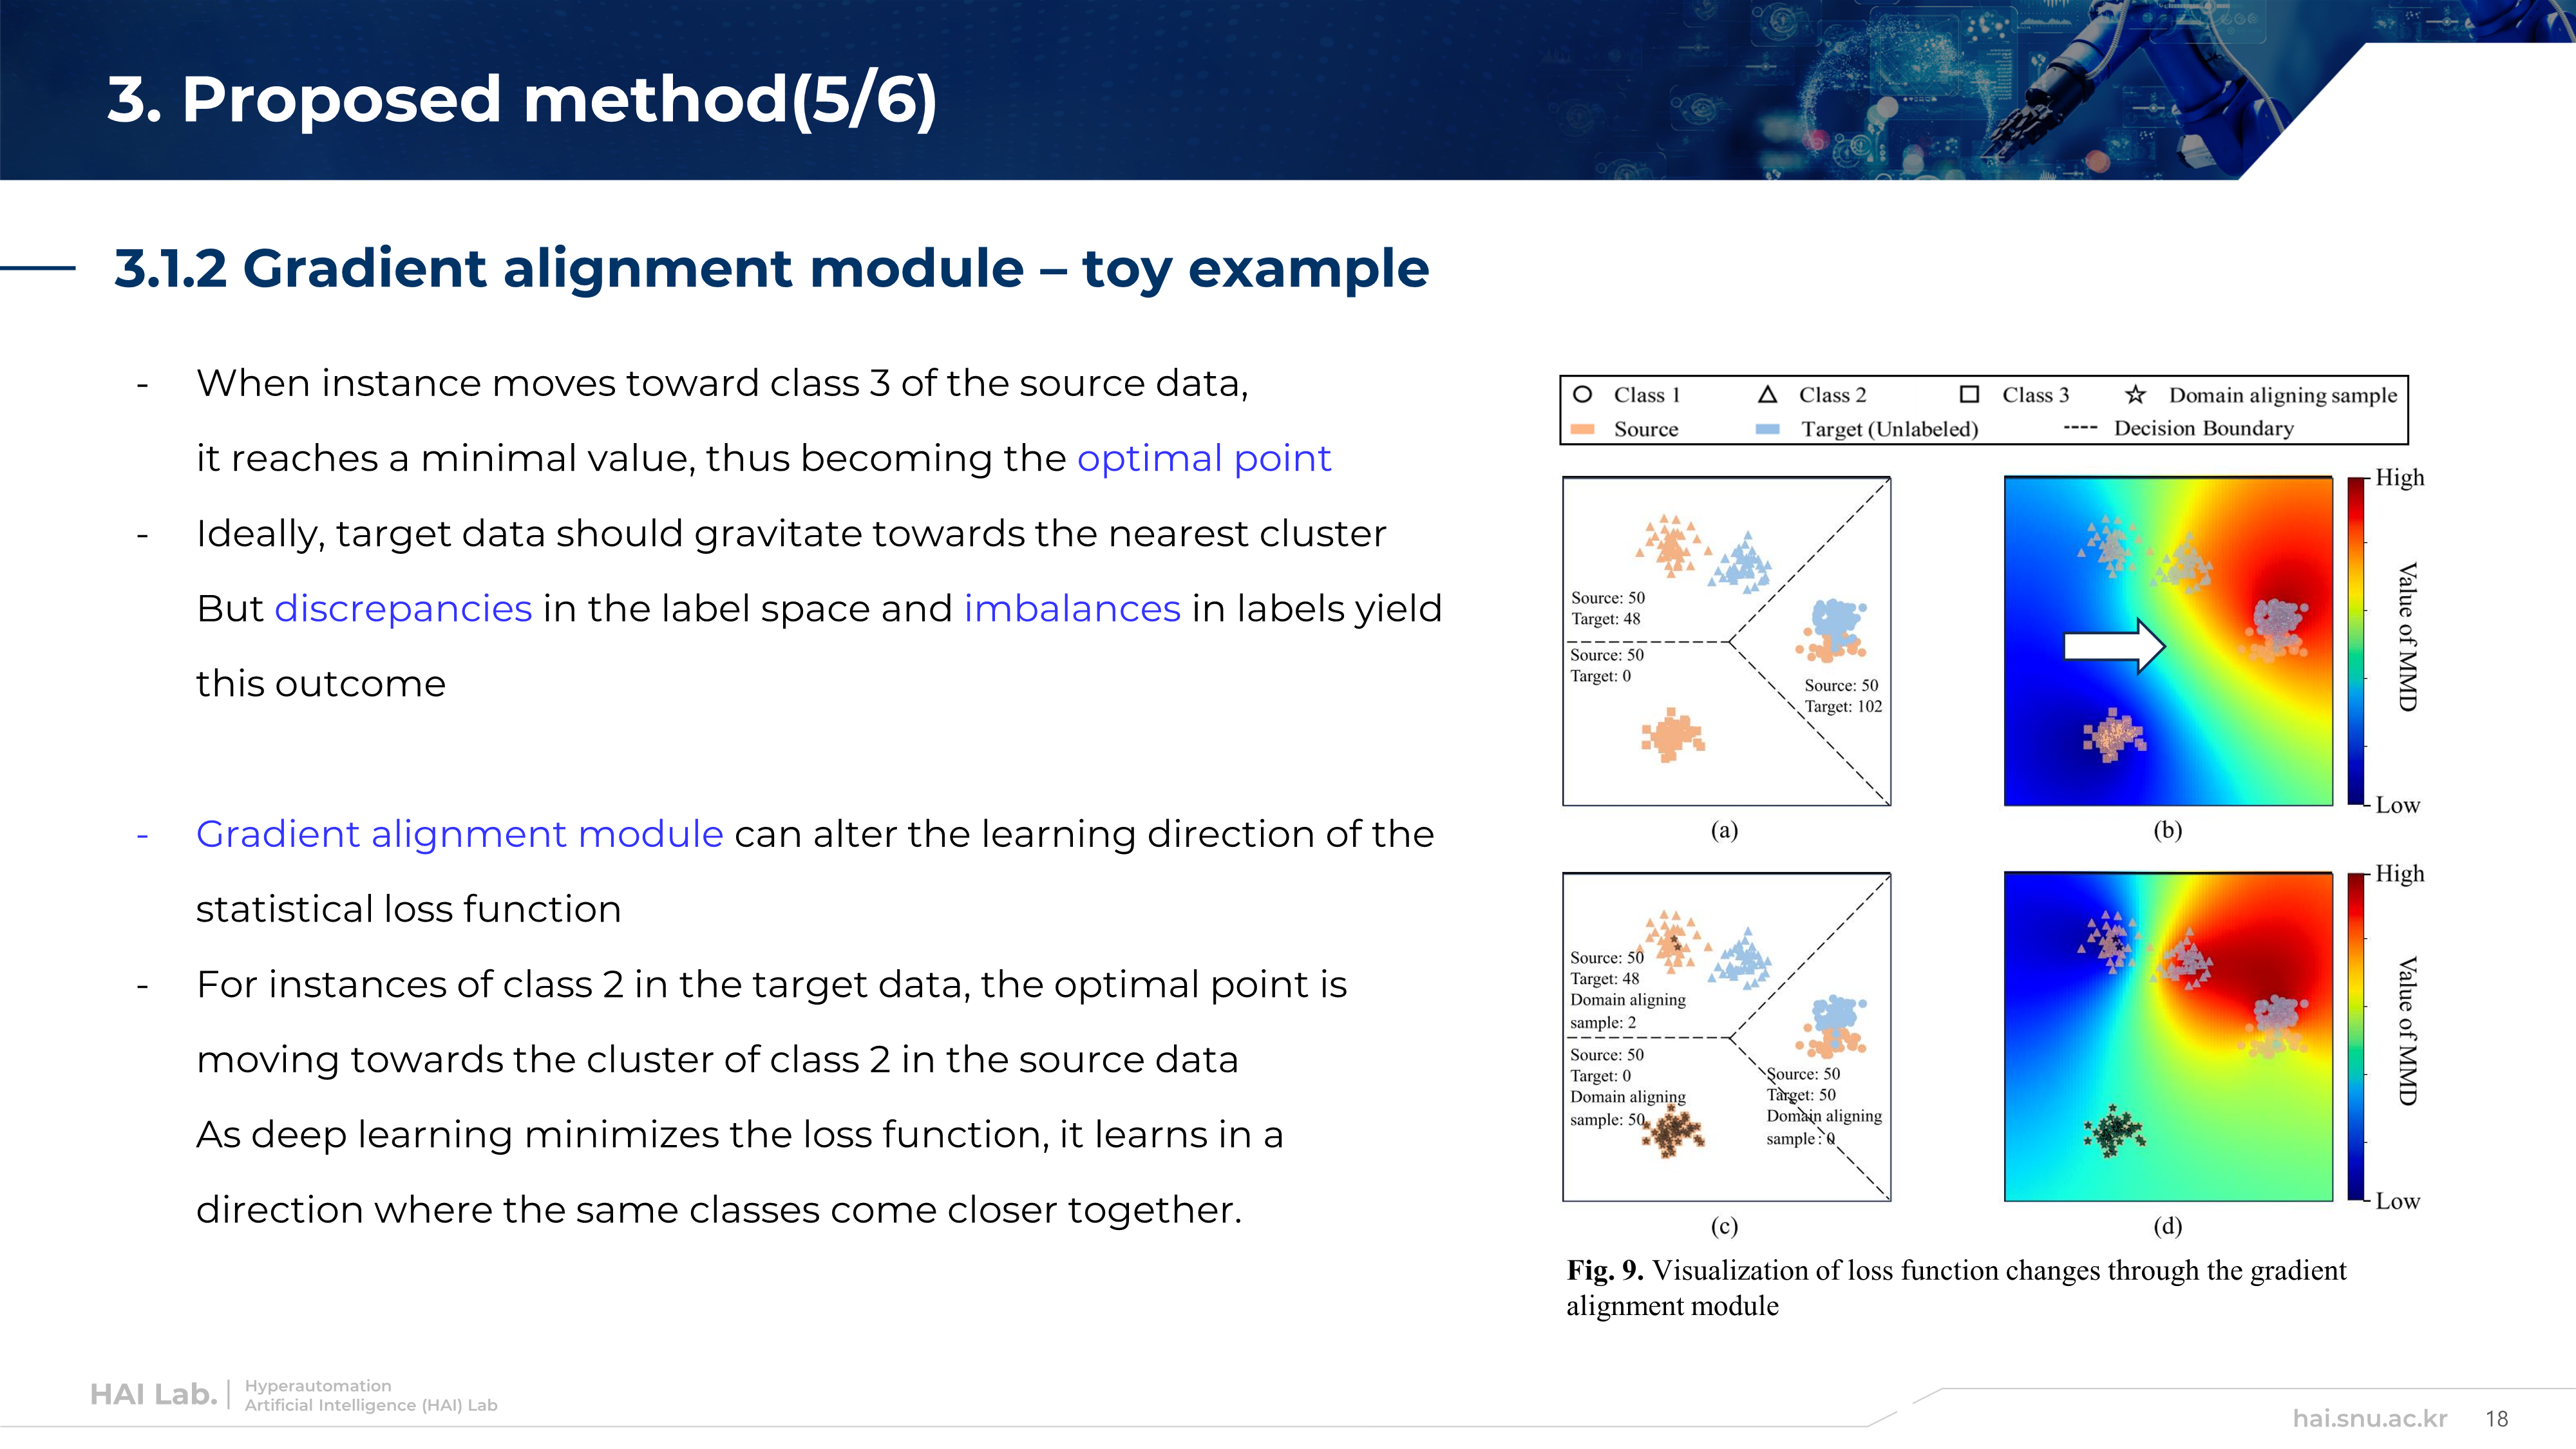 3. Proposed method(5/6)
3.1.2 Gradient alignment module – toy example
- When instance moves toward class 3 of the source data,
it reaches a minimal value, thus becoming the optimal point
- Ideally, target data should gravitate towards the nearest cluster
But discrepancies in the label space and imbalances in labels yield
this outcome
- Gradient alignment module can alter the learning direction of the
statistical loss function
- For instances of class 2 in the target data, the optimal point is
moving towards the cluster of class 2 in the source data
As deep learning minimizes the loss function, it learns in a
direction where the same classes come closer together.
Class 1 Class 2 Class 3 Domain aligning sample
Source Target (Unlabeled) Decision Boundary
Source: 50
Target: 48
Source: 50
Target: 0
Source: 50
Target: 102
(a)
High
Value of MMD
Low
(b)
Source: 50
Target: 48
Domain aligning
sample: 2
Source: 50
Target: 0
Domain aligning
sample: 50
Source: 50
Target: 50
Domain aligning
sample: 0
(c)
High
Value of MMD
Low
(d)
Fig. 9. Visualization of loss function changes through the gradient
alignment module
HAI Lab.
Hyperautomation
Artificial Intelligence (HAI) Lab
hai.snu.ac.kr 18